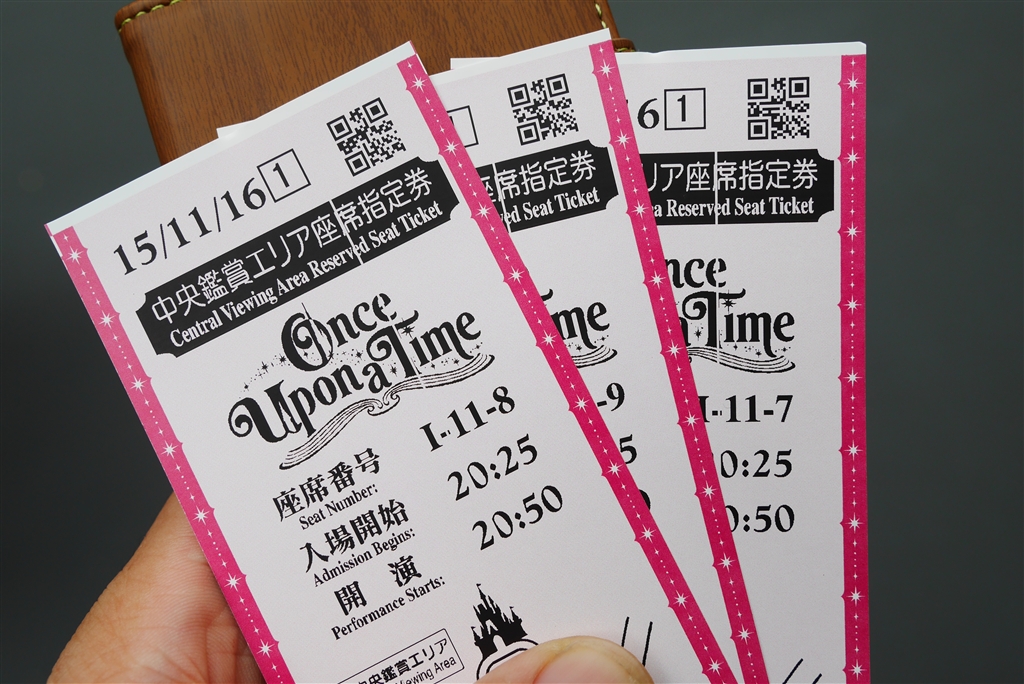 15/11/16 1
中央鑑賞エリア座席指定券
Central Viewing Area Reserved Seat Ticket
Once
Upon a Time
座席番号 I-11-8
Seat Number:
入場開始 20:25
Admission Begins:
開 演 20:50
Performance Starts:
中央鑑賞エリア
Viewing Area
席指定券
ed Seat Ticket
ime
-9
5
6 1
リア座席指定券
ea Reserved Seat Ticket
nce
a Time
I-11-7
0:25
0:50